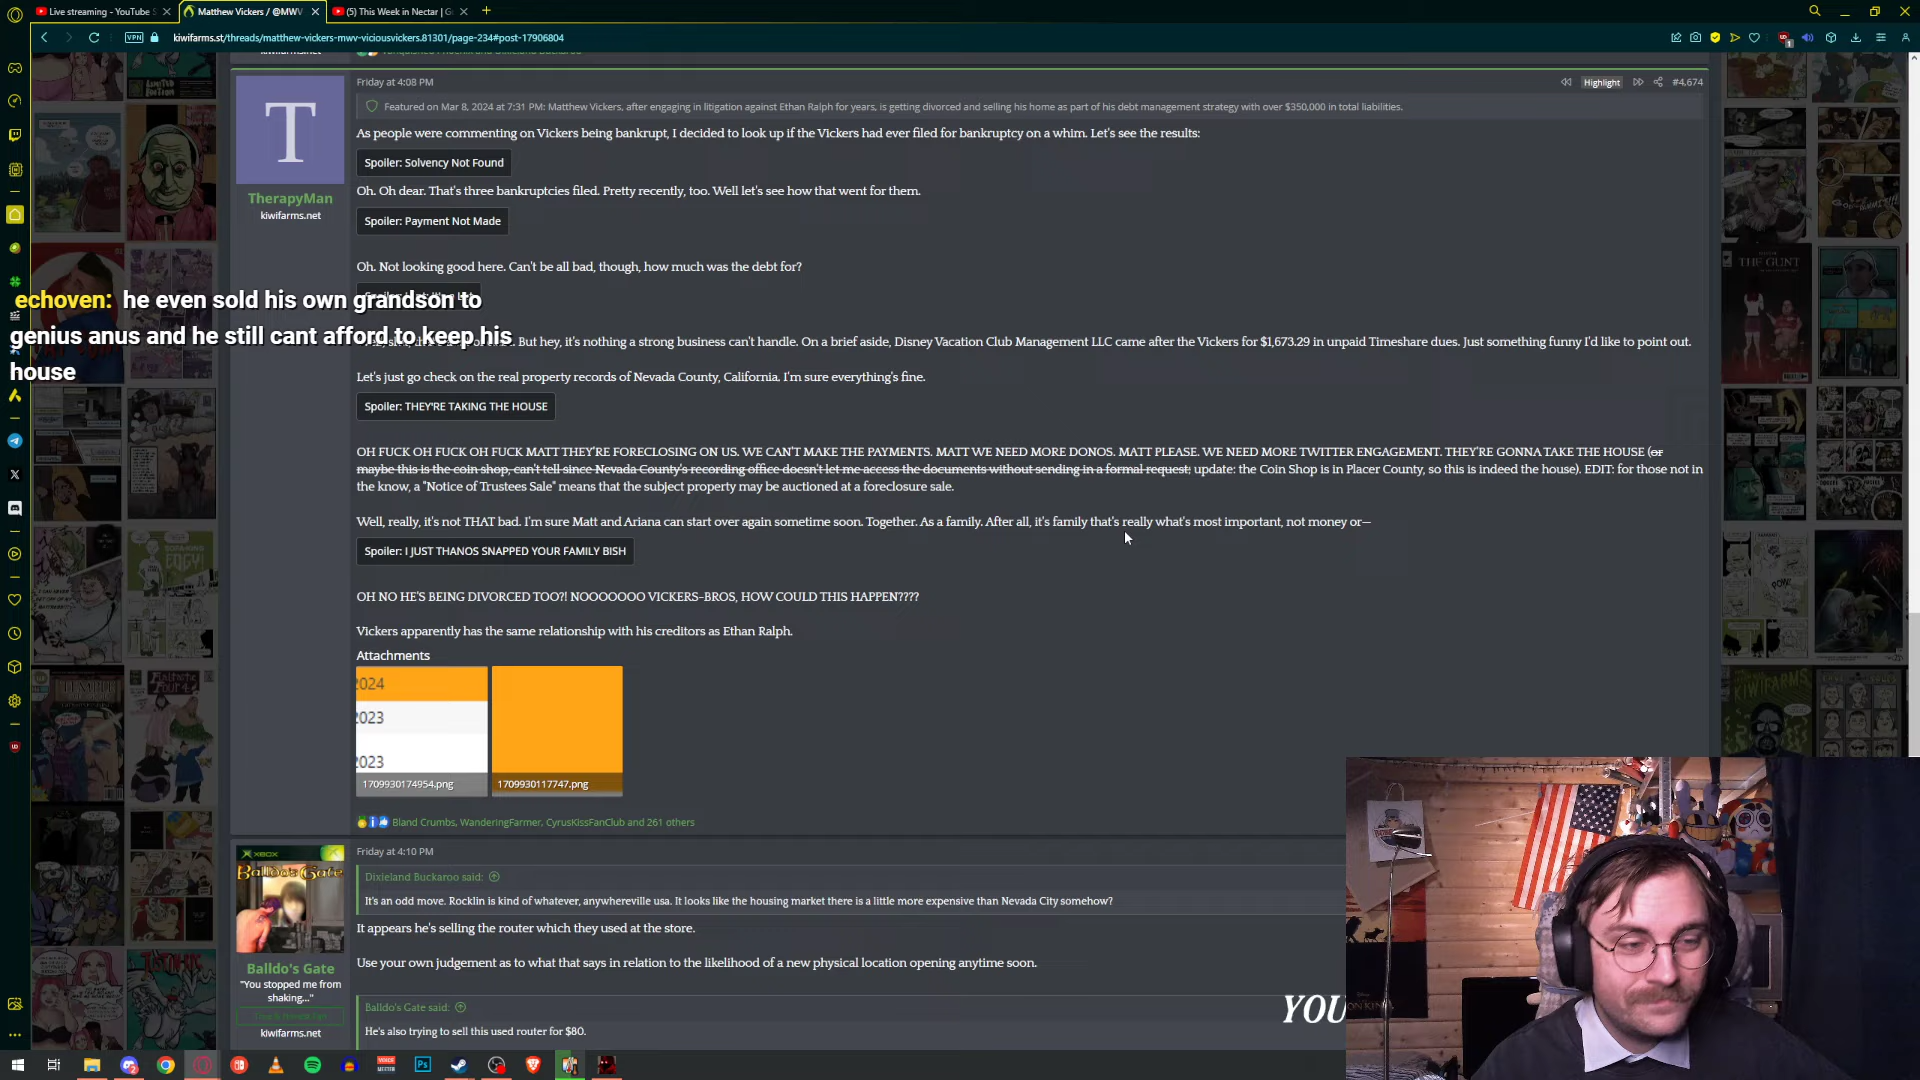 Live streaming - YouTube S
Matthew Vickers / @MWV
(5) This Week in Nectar | G
VPN
kiwifarms.st/threads/matthew-vickers-mwv-viciousvickers.81301/page-234#post-17906804
kiwifarms.net
T
TherapyMan
kiwifarms.net
Friday at 4:08 PM
Highlight
#4,674
Featured on Mar 8, 2024 at 7:31 PM: Matthew Vickers, after engaging in litigation against Ethan Ralph for years, is getting divorced and selling his home as part of his debt management strategy with over $350,000 in total liabilities.
As people were commenting on Vickers being bankrupt, I decided to look up if the Vickers had ever filed for bankruptcy on a whim. Let's see the results:
Spoiler: Solvency Not Found
Oh. Oh dear. That's three bankruptcies filed. Pretty recently, too. Well let's see how that went for them.
Spoiler: Payment Not Made
Oh. Not looking good here. Can't be all bad, though, how much was the debt for?
echoven: he even sold his own grandson to
genius anus and he still cant afford to keep his
house
But hey, it's nothing a strong business can't handle. On a brief aside, Disney Vacation Club Management LLC came after the Vickers for $1,673.29 in unpaid Timeshare dues. Just something funny I'd like to point out.
Let's just go check on the real property records of Nevada County, California. I'm sure everything's fine.
Spoiler: THEY'RE TAKING THE HOUSE
OH FUCK OH FUCK OH FUCK MATT THEY'RE FORECLOSING ON US. WE CAN'T MAKE THE PAYMENTS. MATT WE NEED MORE DONOS. MATT PLEASE. WE NEED MORE TWITTER ENGAGEMENT. THEY'RE GONNA TAKE THE HOUSE (or
maybe this is the coin shop, can't tell since Nevada County's recording office doesn't let me access the documents without sending in a formal request; update: the Coin Shop is in Placer County, so this is indeed the house). EDIT: for those not in
the know, a "Notice of Trustees Sale" means that the subject property may be auctioned at a foreclosure sale.
Well, really, it's not THAT bad. I'm sure Matt and Ariana can start over again sometime soon. Together. As a family. After all, it's family that's really what's most important, not money or—
Spoiler: I JUST THANOS SNAPPED YOUR FAMILY BISH
OH NO HE'S BEING DIVORCED TOO?! NOOOOOOO VICKERS-BROS, HOW COULD THIS HAPPEN????
Vickers apparently has the same relationship with his creditors as Ethan Ralph.
Attachments
2024
2023
2023
1709930174954.png
1709930117747.png
Bland Crumbs, WanderingFarmer, CyrusKissFanClub and 261 others
XBOX
Balldo's Gate
Balldo's Gate
"You stopped me from
shaking..."
kiwifarms.net
Friday at 4:10 PM
Dixieland Buckaroo said:
It's an odd move. Rocklin is kind of whatever, anywhereville usa. It looks like the housing market there is a little more expensive than Nevada City somehow?
It appears he's selling the router which they used at the store.
Use your own judgement as to what that says in relation to the likelihood of a new physical location opening anytime soon.
Balldo's Gate said:
He's also trying to sell this used router for $80.
YOU
THE GUNT